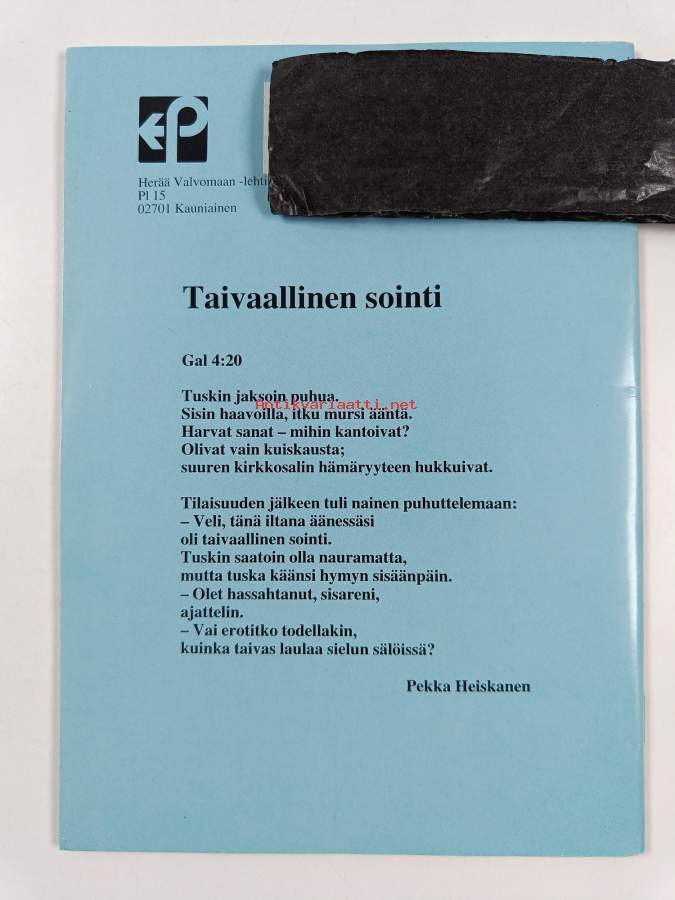 EP
Herää Valvomaan -lehti
Pl 15
02701 Kauniainen
Taivaallinen sointi
Gal 4:20
Tuskin jaksoin puhua.
Antikvariaatti.net
Sisin haavoilla, itku mursi ääntä.
Harvat sanat – mihin kantoivat?
Olivat vain kuiskausta;
suuren kirkkosalin hämäryyteen hukkuivat.
Tilaisuuden jälkeen tuli nainen puhuttelemaan:
– Veli, tänä iltana äänessäsi
oli taivaallinen sointi.
Tuskin saatoin olla nauramatta,
mutta tuska käänsi hymyn sisäänpäin.
– Olet hassahtanut, sisareni,
ajattelin.
– Vai erotitko todellakin,
kuinka taivas laulaa sielun sälöissä?
Pekka Heiskanen